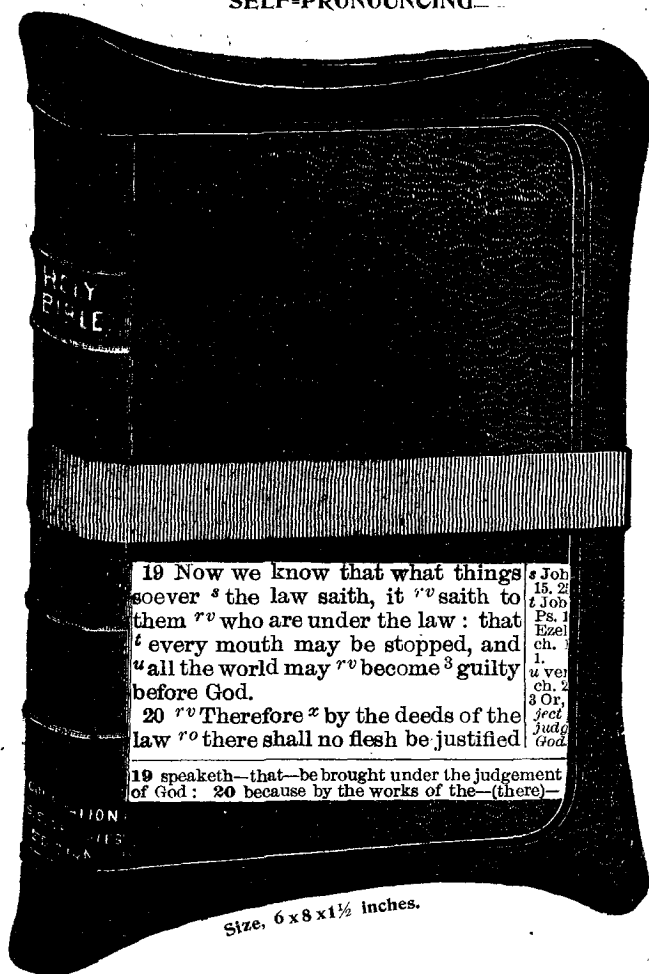 SELF-PRONOUNCING
HOLY
BIBLE
19 Now we know that what things
soever s the law saith, it rv saith to
them rv who are under the law : that
t every mouth may be stopped, and
u all the world may rv become 3 guilty
before God.
20 rv Therefore x by the deeds of the
law ro there shall no flesh be justified
s Job
15. 2
t Job
Ps. 1
Ezek
ch.
1.
u ver
ch. 2
3 Or,
ject
judg
God.
19 speaketh—that—be brought under the judgement
of God : 20 because by the works of the—(there)—
Size, 6 x 8 x 1½ inches.